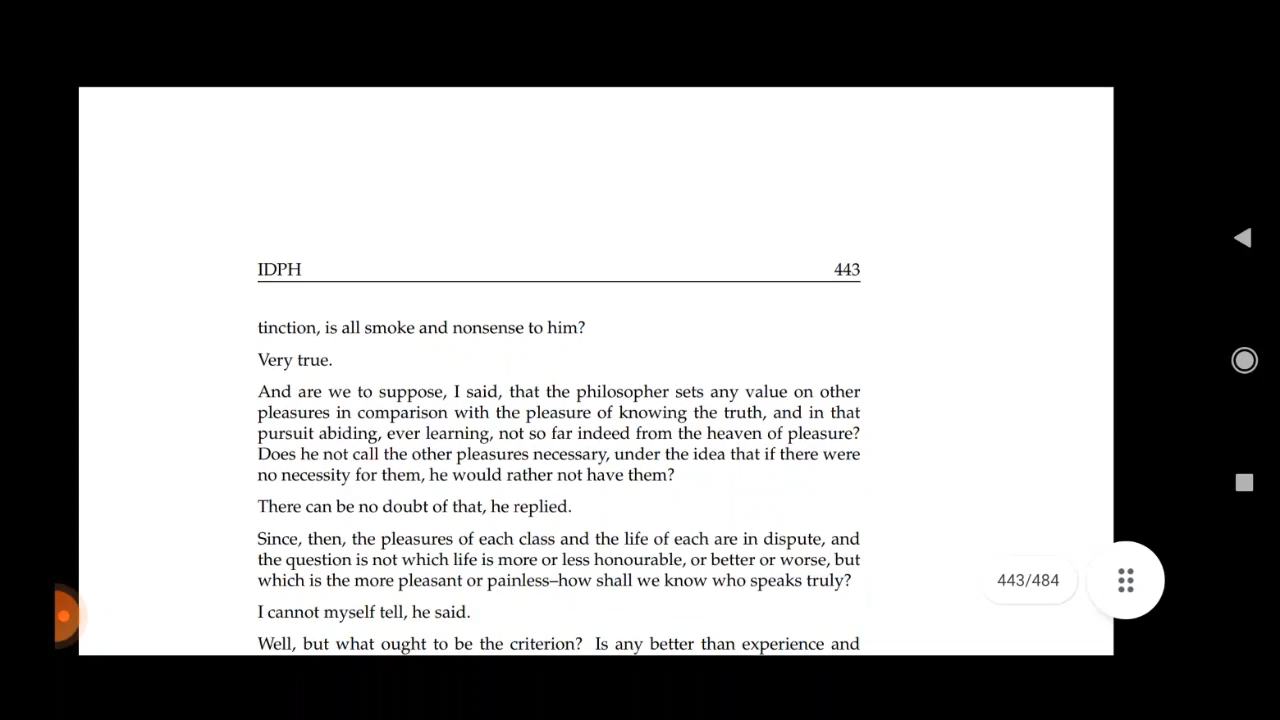 IDPH 443
tinction, is all smoke and nonsense to him?
Very true.
And are we to suppose, I said, that the philosopher sets any value on other
pleasures in comparison with the pleasure of knowing the truth, and in that
pursuit abiding, ever learning, not so far indeed from the heaven of pleasure?
Does he not call the other pleasures necessary, under the idea that if there were
no necessity for them, he would rather not have them?
There can be no doubt of that, he replied.
Since, then, the pleasures of each class and the life of each are in dispute, and
the question is not which life is more or less honourable, or better or worse, but
which is the more pleasant or painless–how shall we know who speaks truly?
I cannot myself tell, he said.
Well, but what ought to be the criterion? Is any better than experience and
443/484